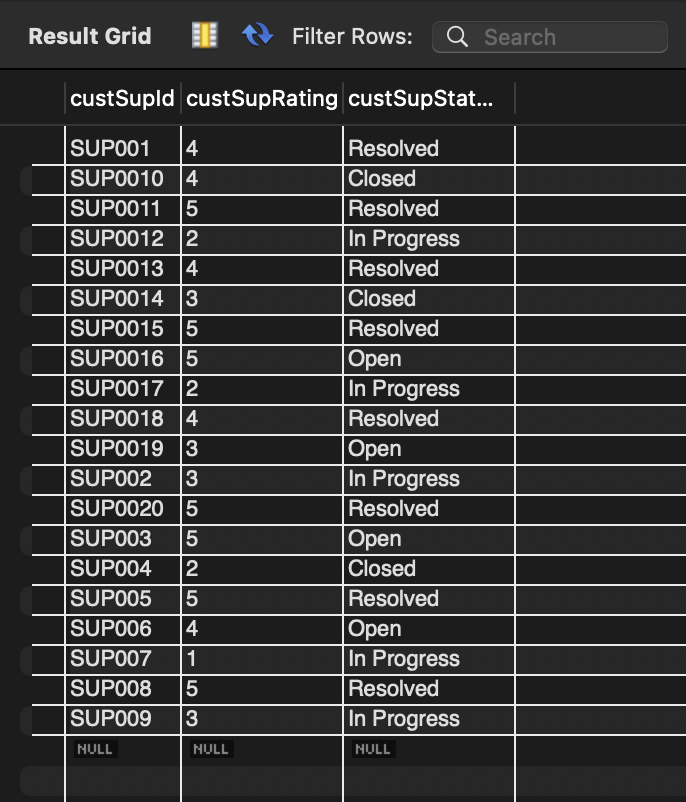 Result Grid Filter Rows: Search
custSupId custSupRating custSupStat...
SUP001 4 Resolved
SUP0010 4 Closed
SUP0011 5 Resolved
SUP0012 2 In Progress
SUP0013 4 Resolved
SUP0014 3 Closed
SUP0015 5 Resolved
SUP0016 5 Open
SUP0017 2 In Progress
SUP0018 4 Resolved
SUP0019 3 Open
SUP002 3 In Progress
SUP0020 5 Resolved
SUP003 5 Open
SUP004 2 Closed
SUP005 5 Resolved
SUP006 4 Open
SUP007 1 In Progress
SUP008 5 Resolved
SUP009 3 In Progress
NULL NULL NULL